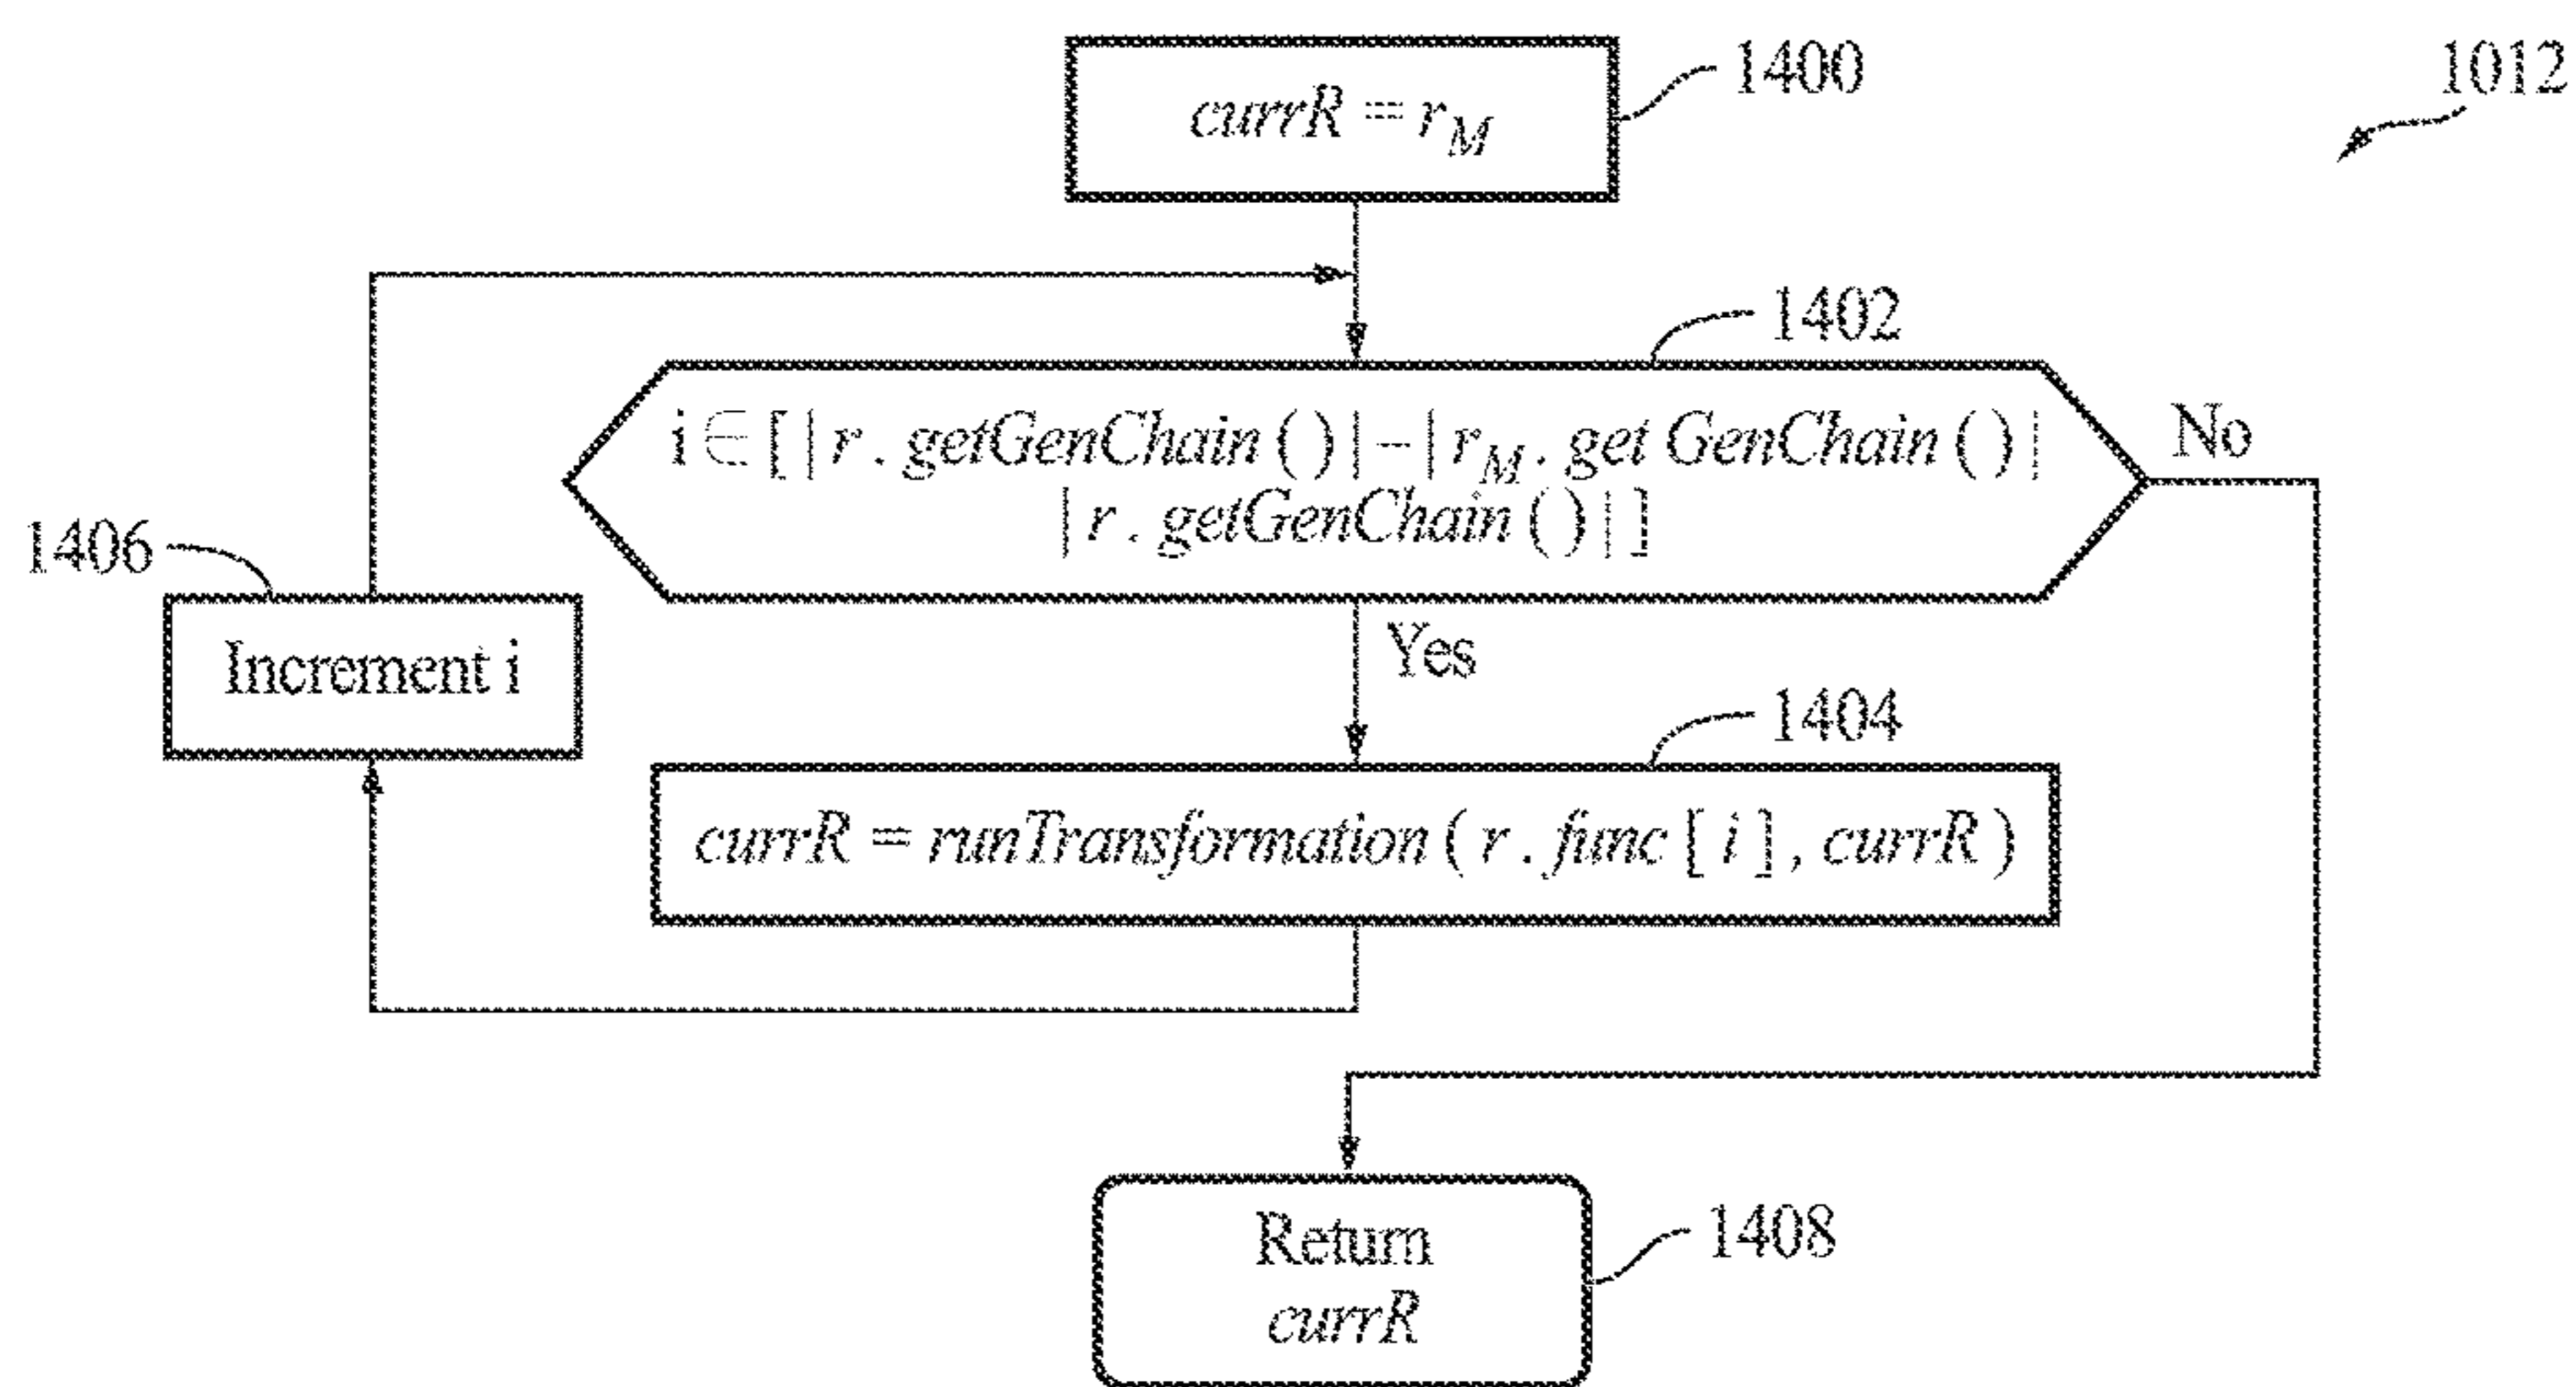 1400
1012
currR = r_M
1402
i ∈ [ | r . getGenChain ( ) | – | r_M . get GenChain ( ) |
| r . getGenChain ( ) | ]
No
1406
Increment i
Yes
1404
currR = runTransformation ( r . func [ i ] , currR )
Return
currR
1408